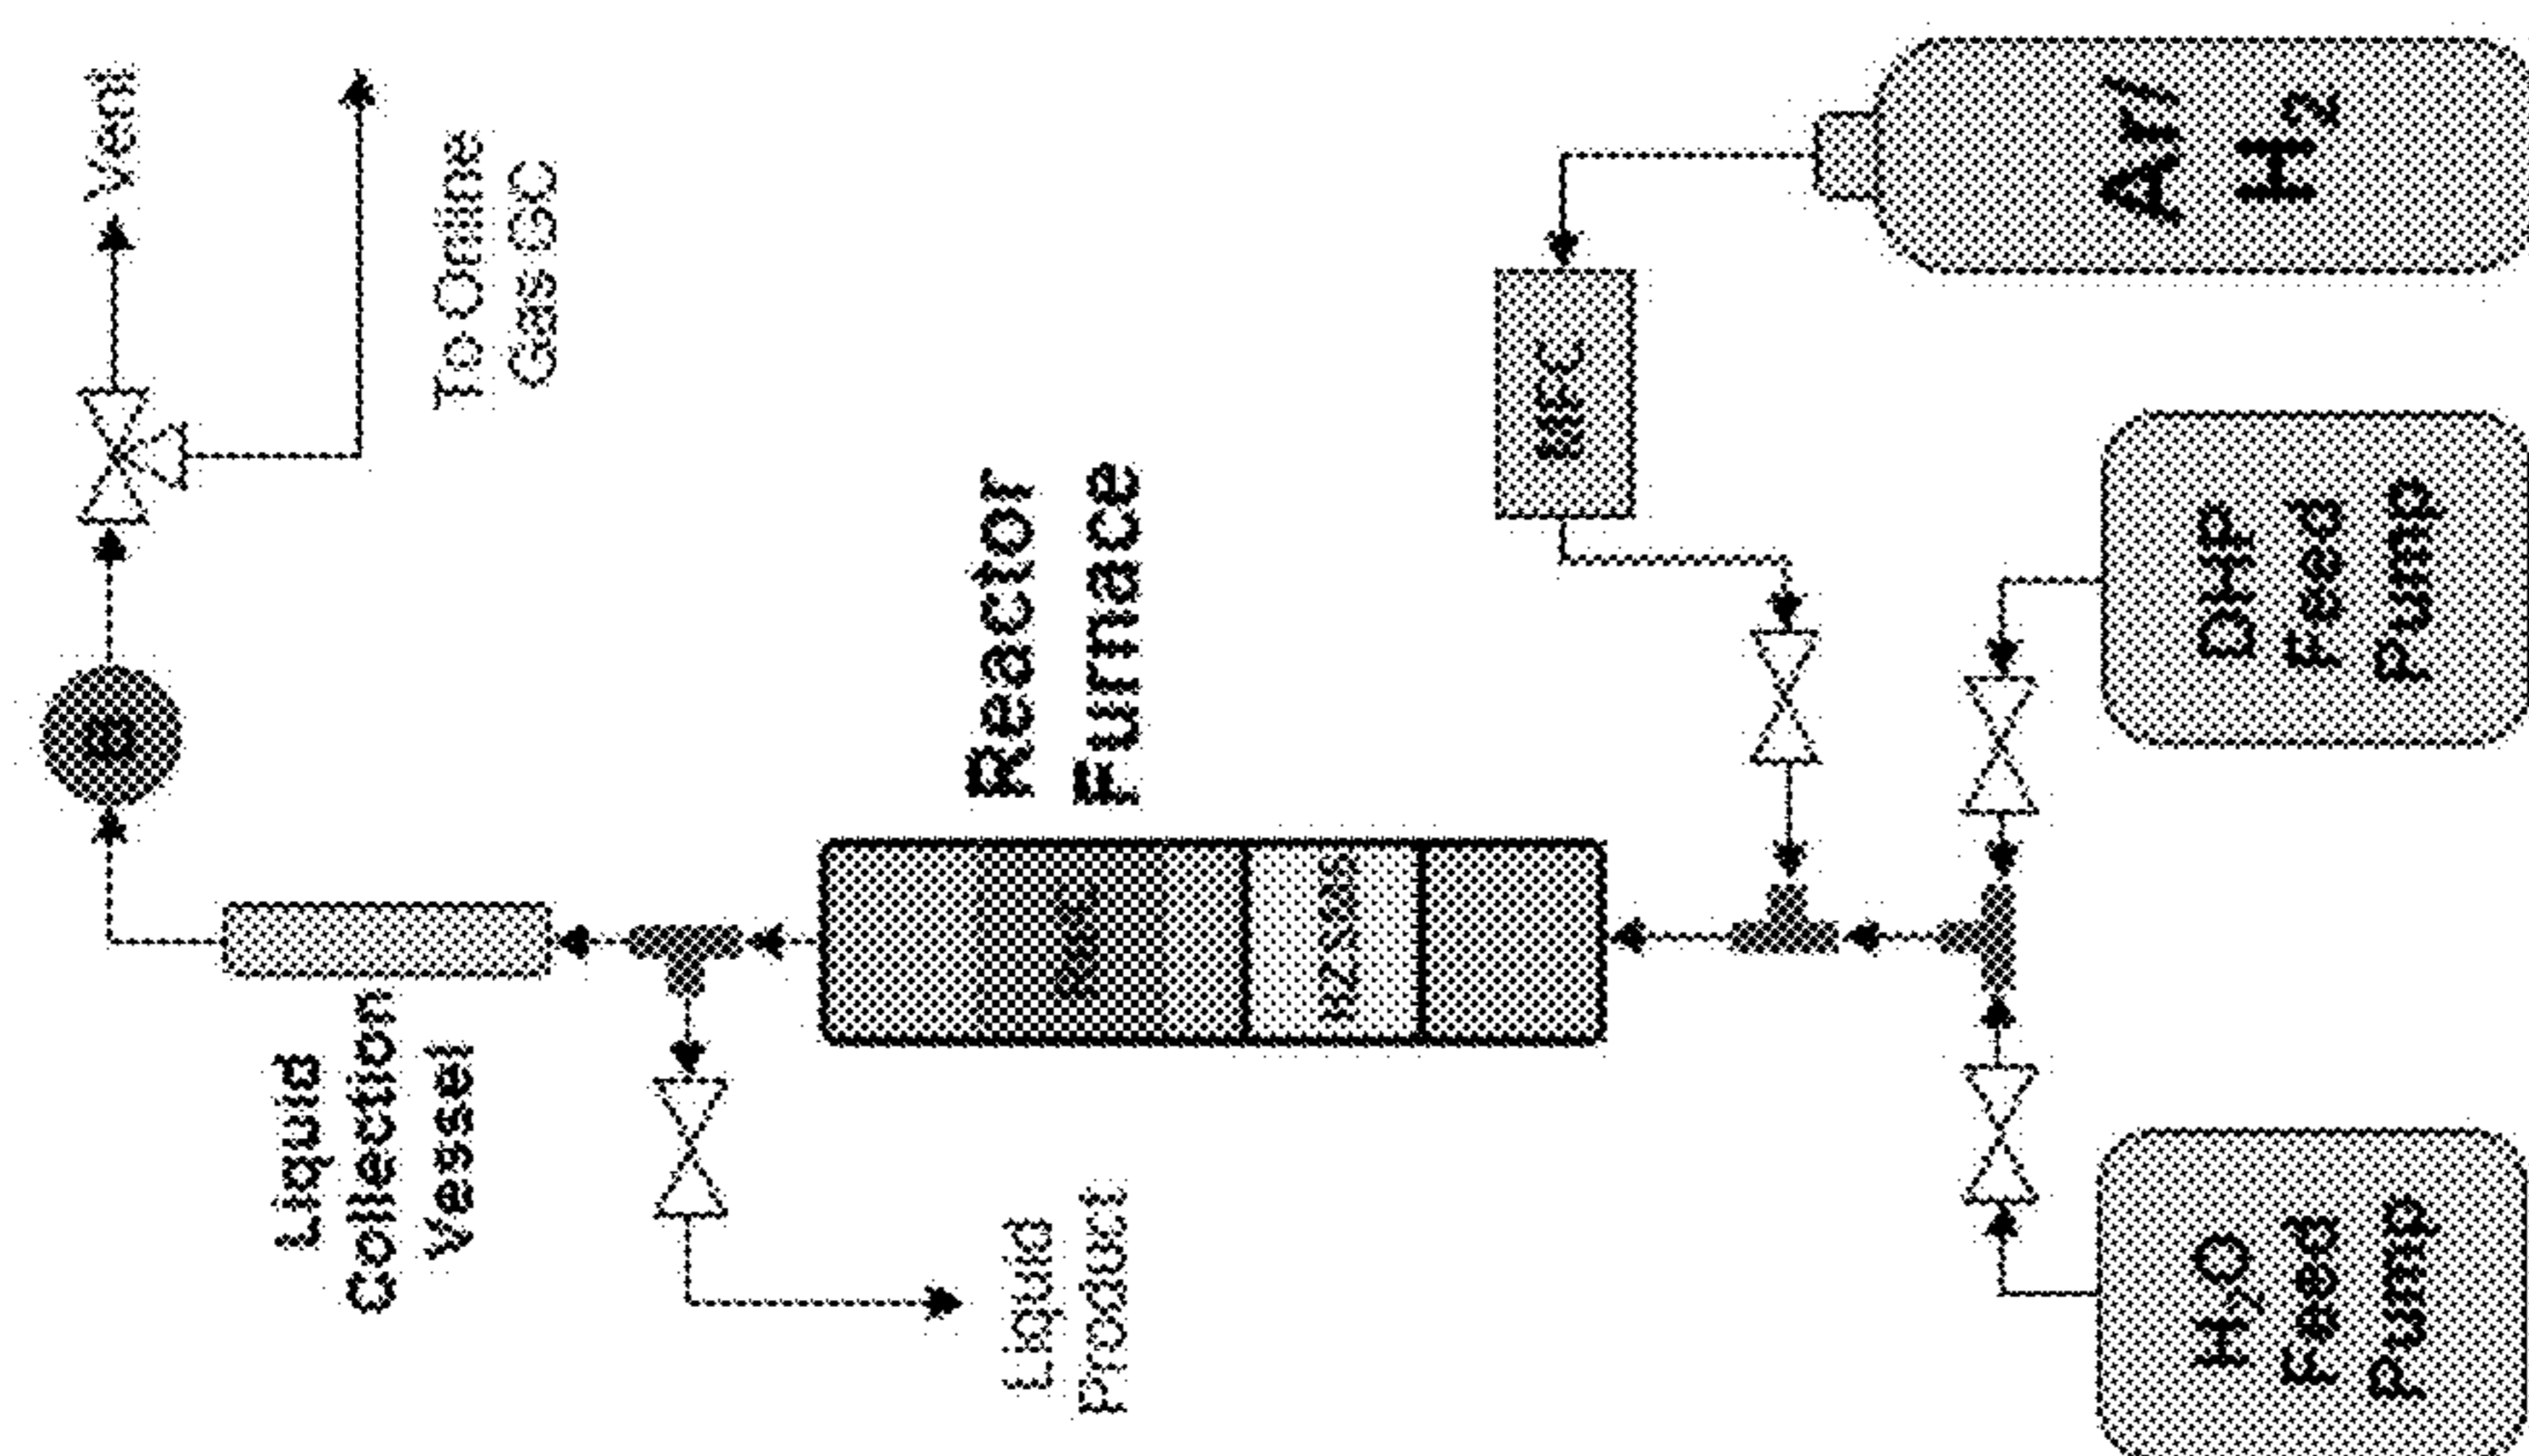 Vent
Liquid
Collection
Vessel
To Online
Gas GC
Reactor
Furnace
Liquid
Product
MFC
H₂O
Feed
Pump
DHP
Feed
Pump
Ar/
H₂